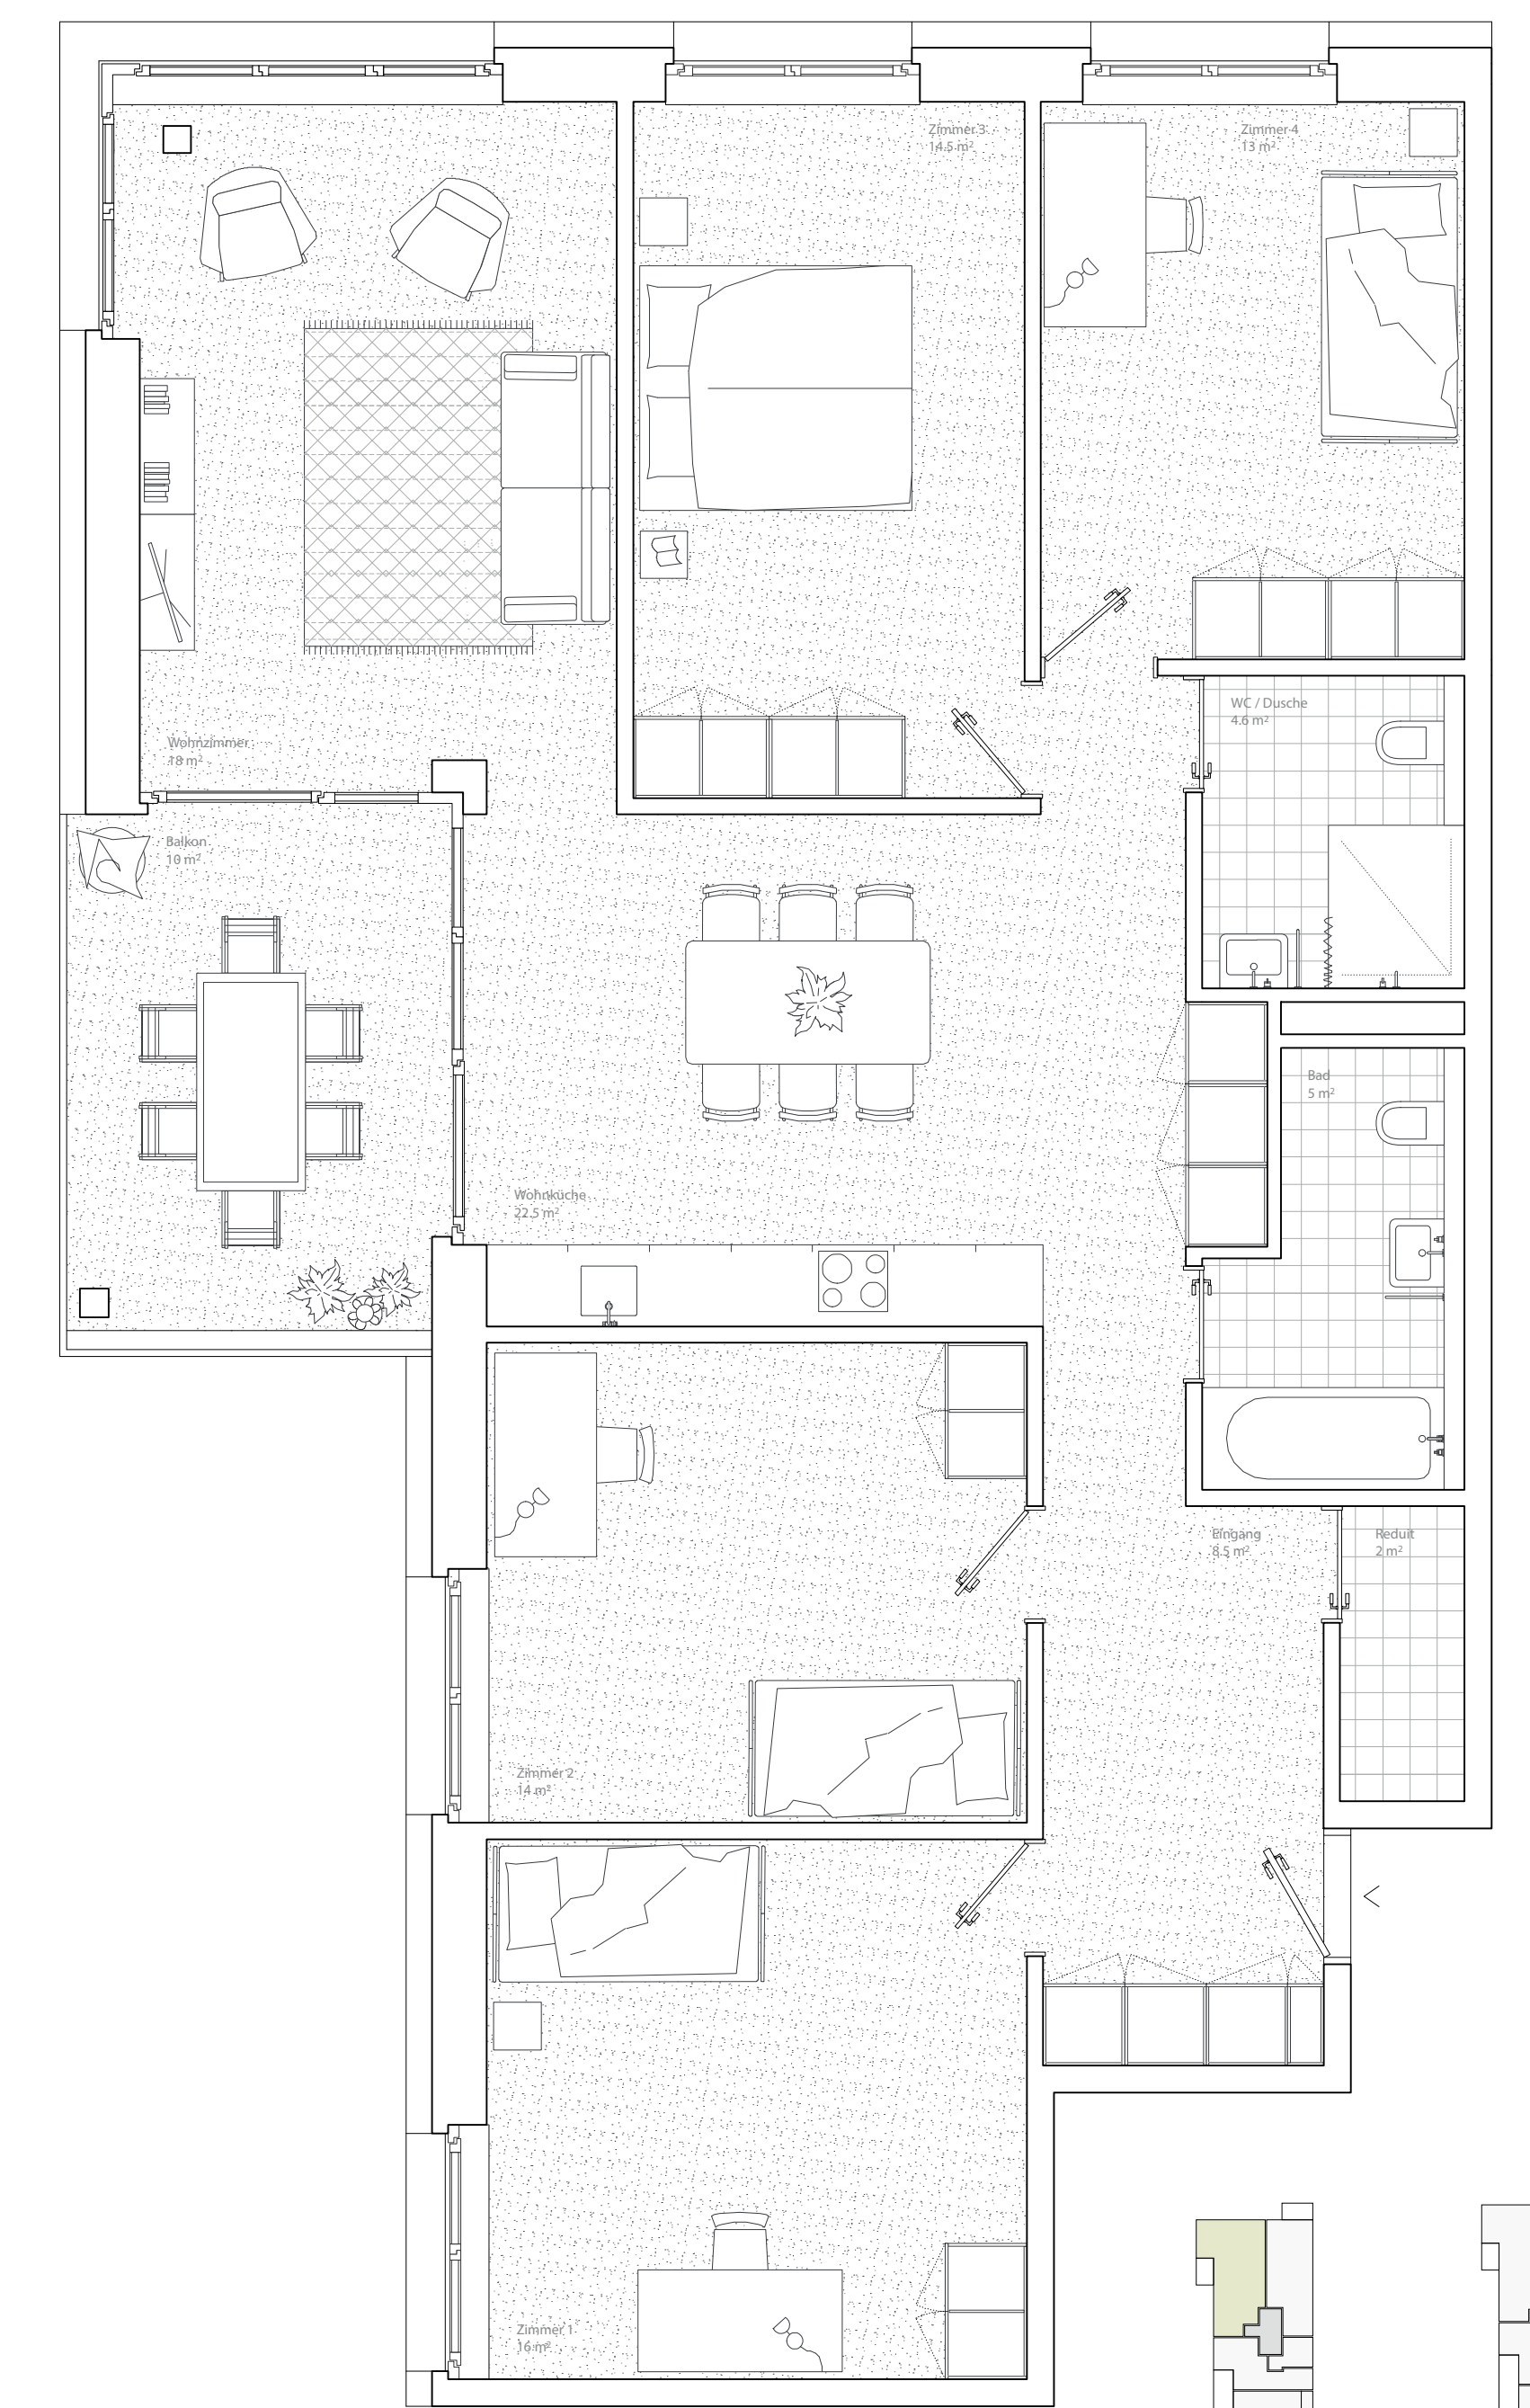 Zimmer 3
14.5 m²
Zimmer 4
13 m²
WC / Dusche
4.6 m²
Wohnzimmer
18 m²
Balkon
10 m²
Bad
5 m²
Wohnküche
22.5 m²
Eingang
8.5 m²
Reduit
2 m²
Zimmer 2
14 m²
Zimmer 1
16 m²